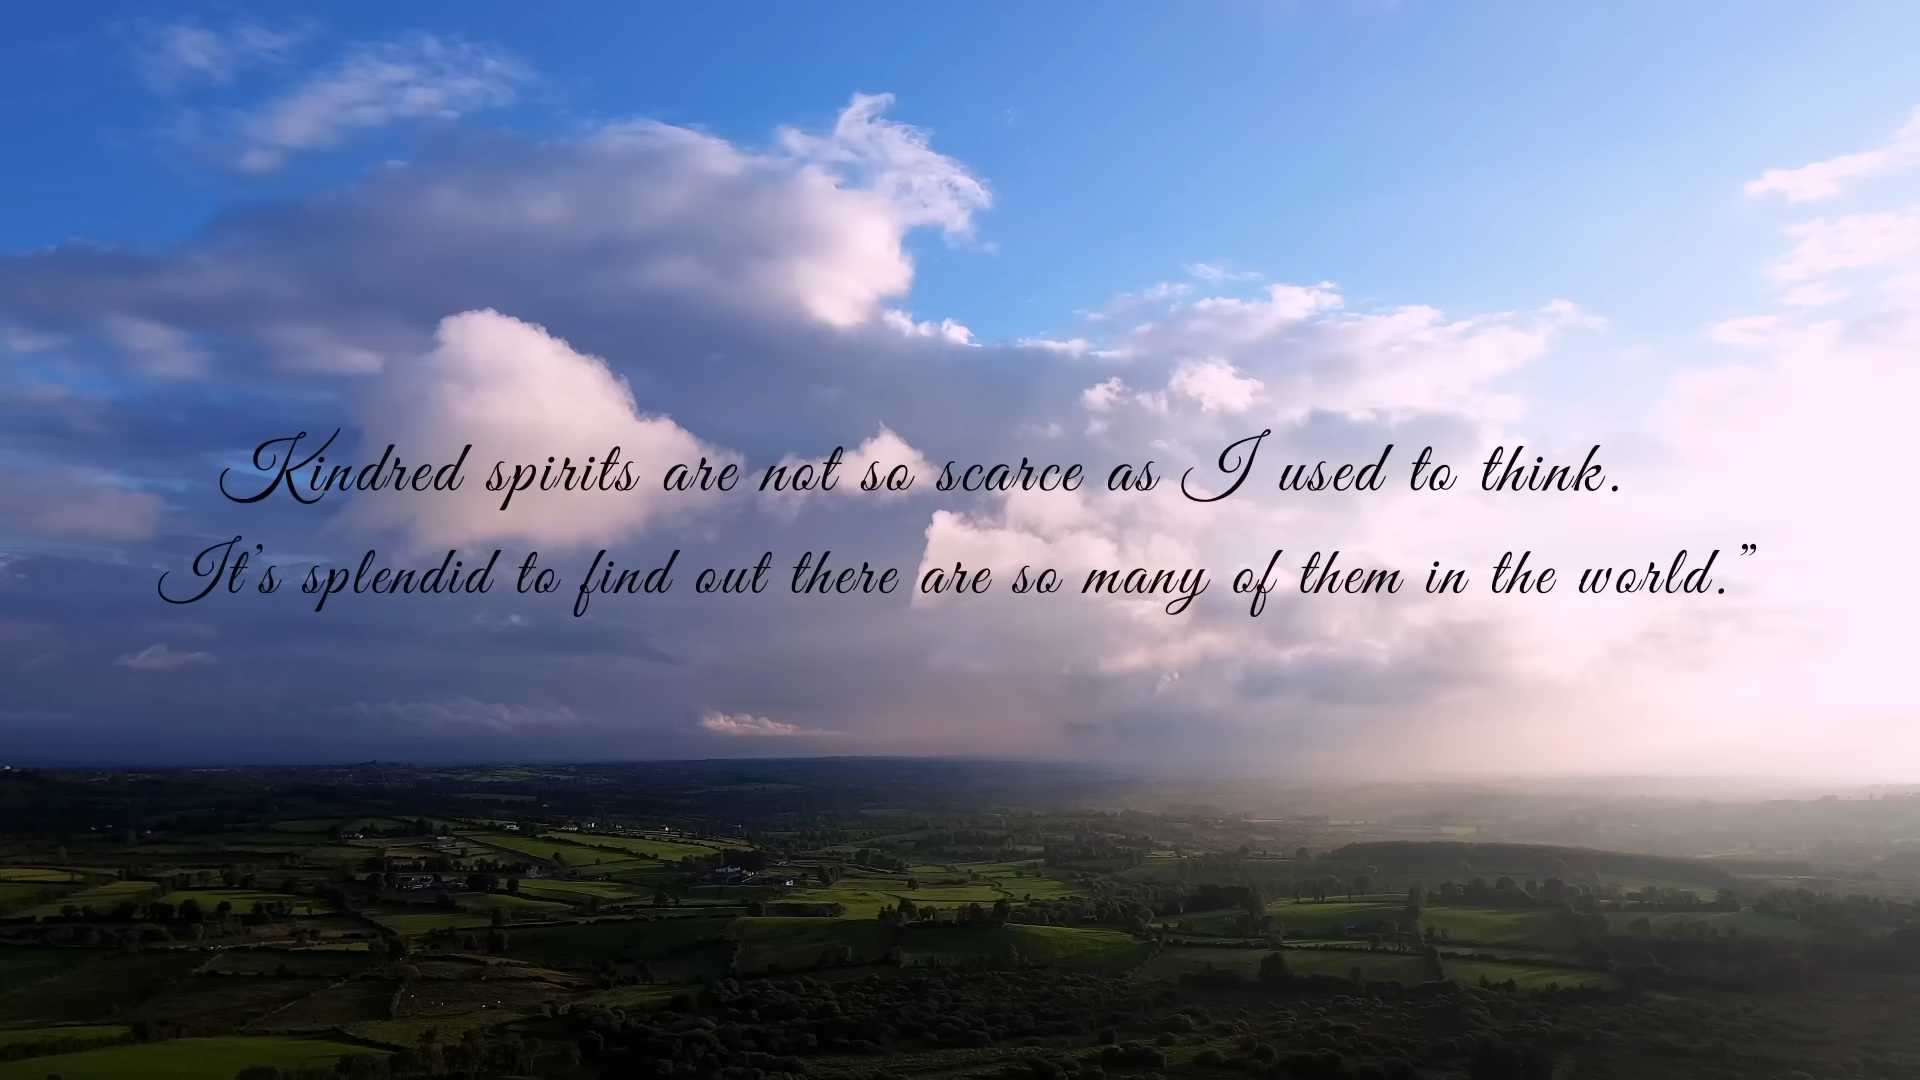 Kindred spirits are not so scarce as I used to think.
It’s splendid to find out there are so many of them in the world.”